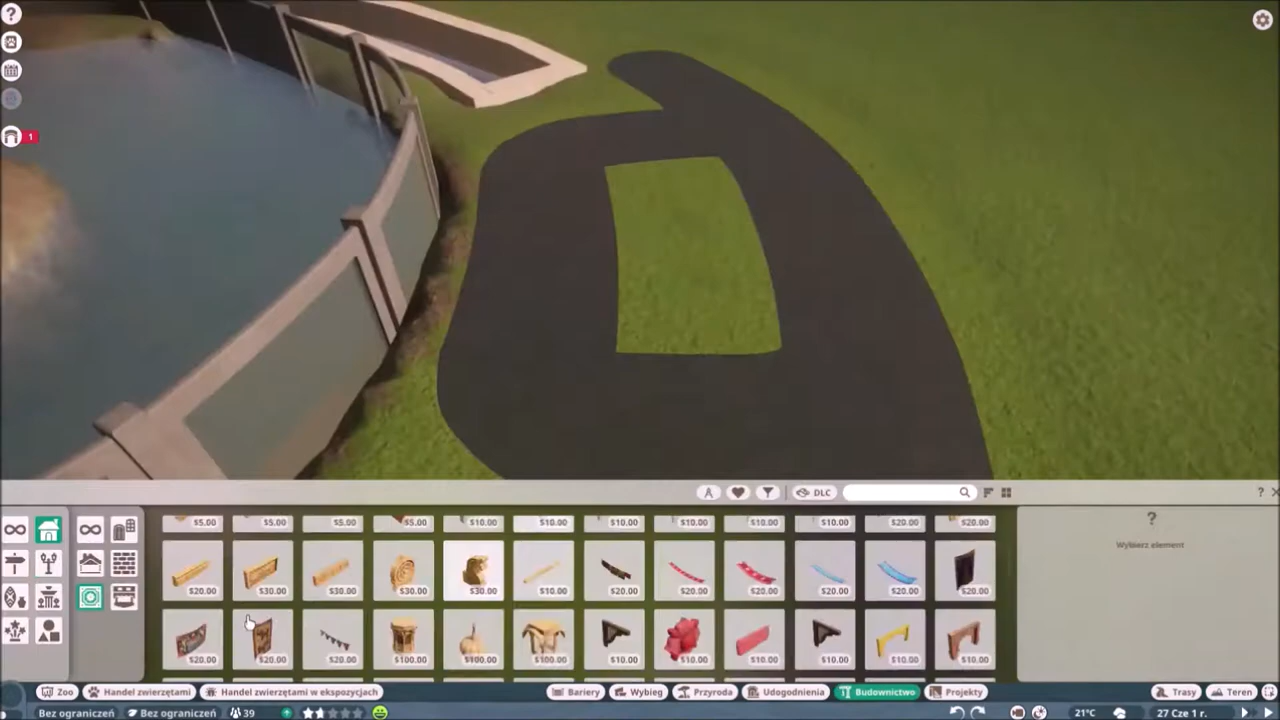 ?
1
DLC
?
$5.00 $5.00 $5.00 $5.00 $10.00 $10.00 $10.00 $10.00 $10.00 $10.00 $20.00 $20.00
?
Wybierz element
$20.00 $30.00 $30.00 $30.00 $30.00 $10.00 $20.00 $20.00 $20.00 $20.00 $20.00 $20.00
$20.00 $20.00 $20.00 $100.00 $100.00 $100.00 $10.00 $10.00 $10.00 $10.00 $10.00 $10.00
Zoo Handel zwierzętami Handel zwierzętami w ekspozycjach Bariery Wybieg Przyroda Udogodnienia Budownictwo Projekty Trasy Teren
Bez ograniczeń Bez ograniczeń 39 21°C 27 Cze 1 r.